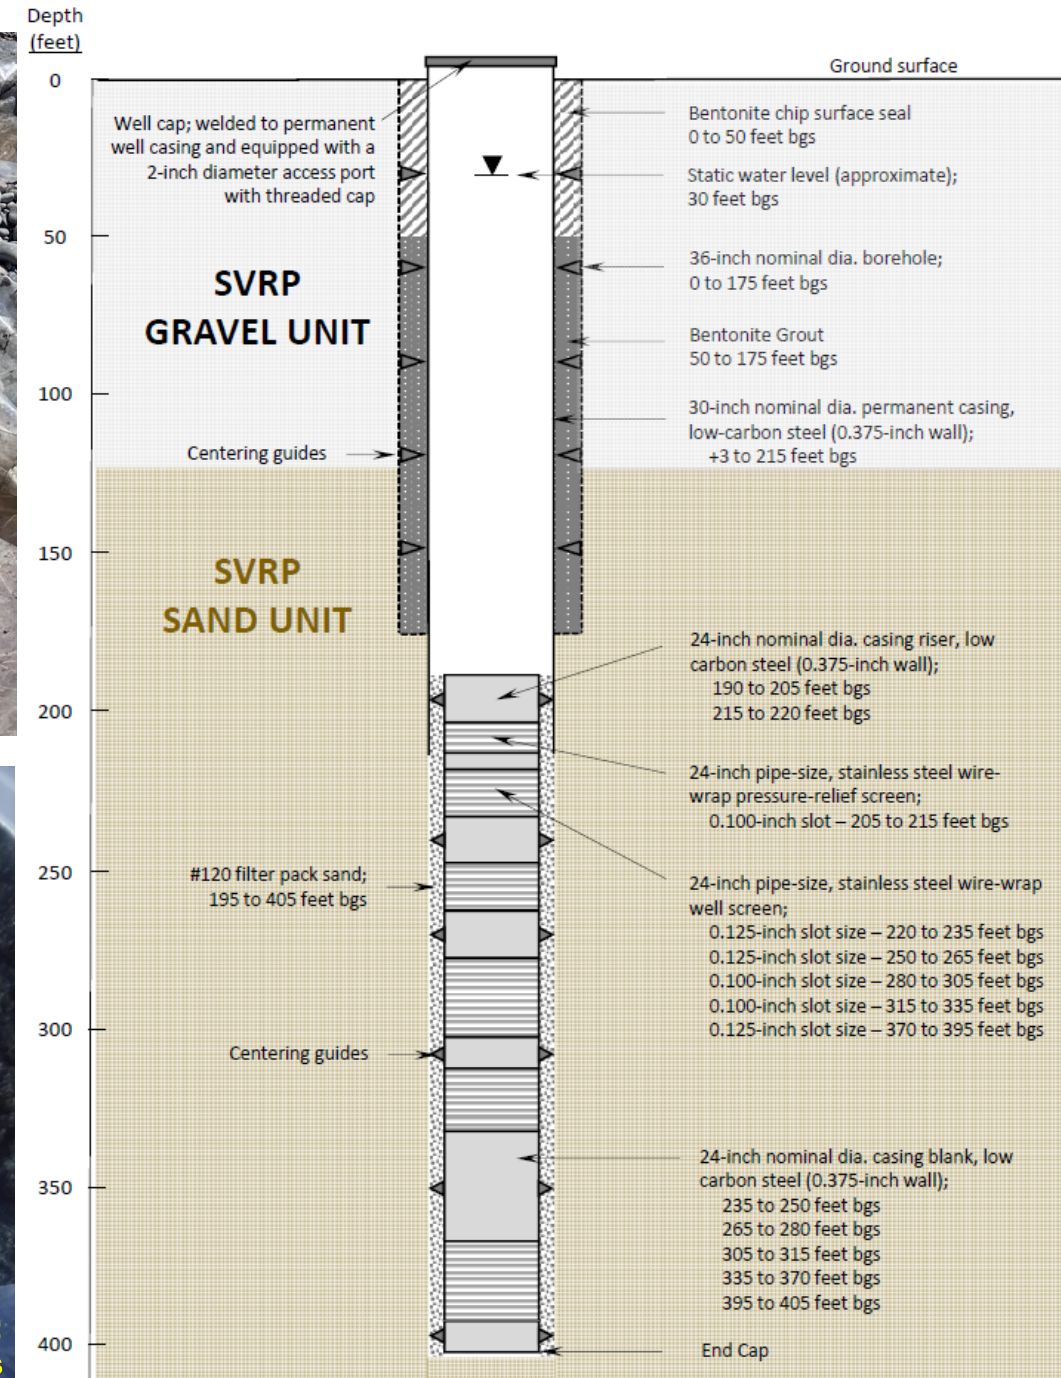 Depth
(feet)
0
Ground surface
Well cap; welded to permanent
well casing and equipped with a
2-inch diameter access port
with threaded cap
Bentonite chip surface seal
0 to 50 feet bgs
Static water level (approximate);
30 feet bgs
50
SVRP
GRAVEL UNIT
36-inch nominal dia. borehole;
0 to 175 feet bgs
Bentonite Grout
50 to 175 feet bgs
100
30-inch nominal dia. permanent casing,
low-carbon steel (0.375-inch wall);
+3 to 215 feet bgs
Centering guides
150
SVRP
SAND UNIT
24-inch nominal dia. casing riser, low
carbon steel (0.375-inch wall);
190 to 205 feet bgs
215 to 220 feet bgs
200
24-inch pipe-size, stainless steel wire-
wrap pressure-relief screen;
0.100-inch slot – 205 to 215 feet bgs
250
#120 filter pack sand;
195 to 405 feet bgs
24-inch pipe-size, stainless steel wire-wrap
well screen;
0.125-inch slot size – 220 to 235 feet bgs
0.125-inch slot size – 250 to 265 feet bgs
0.100-inch slot size – 280 to 305 feet bgs
0.100-inch slot size – 315 to 335 feet bgs
0.125-inch slot size – 370 to 395 feet bgs
300
Centering guides
24-inch nominal dia. casing blank, low
carbon steel (0.375-inch wall);
235 to 250 feet bgs
265 to 280 feet bgs
305 to 315 feet bgs
335 to 370 feet bgs
395 to 405 feet bgs
350
400
End Cap